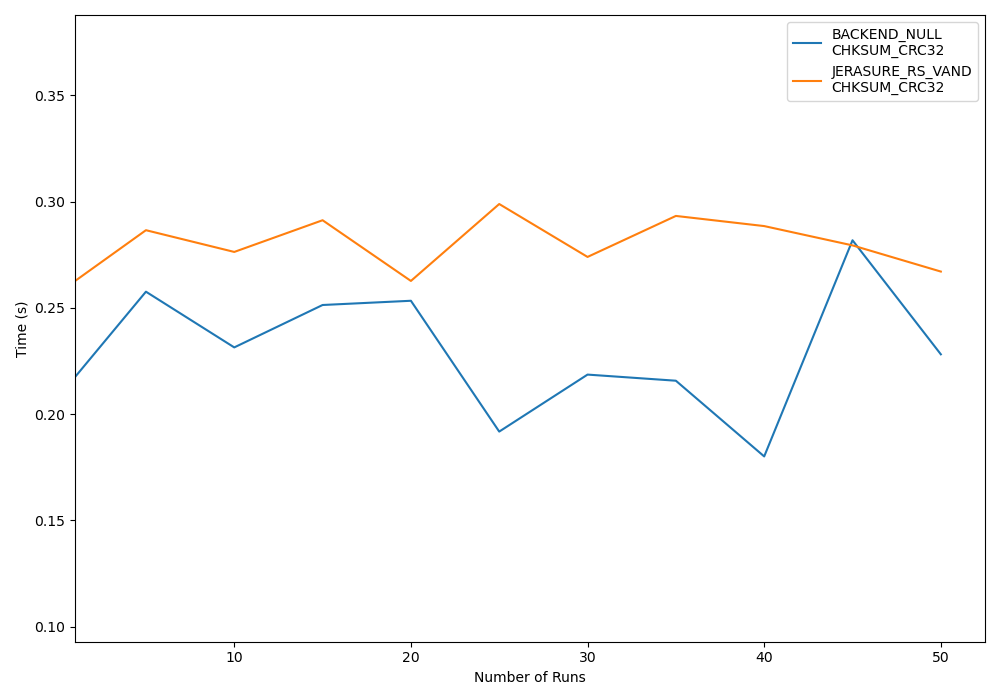 BACKEND_NULL
CHKSUM_CRC32
JERASURE_RS_VAND
CHKSUM_CRC32
0.35
0.30
0.25
0.20
0.15
0.10
Time (s)
10 20 30 40 50
Number of Runs